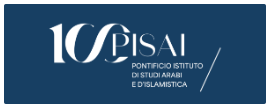 100 PISAI
PONTIFICIO ISTITUTO
DI STUDI ARABI
E D'ISLAMISTICA